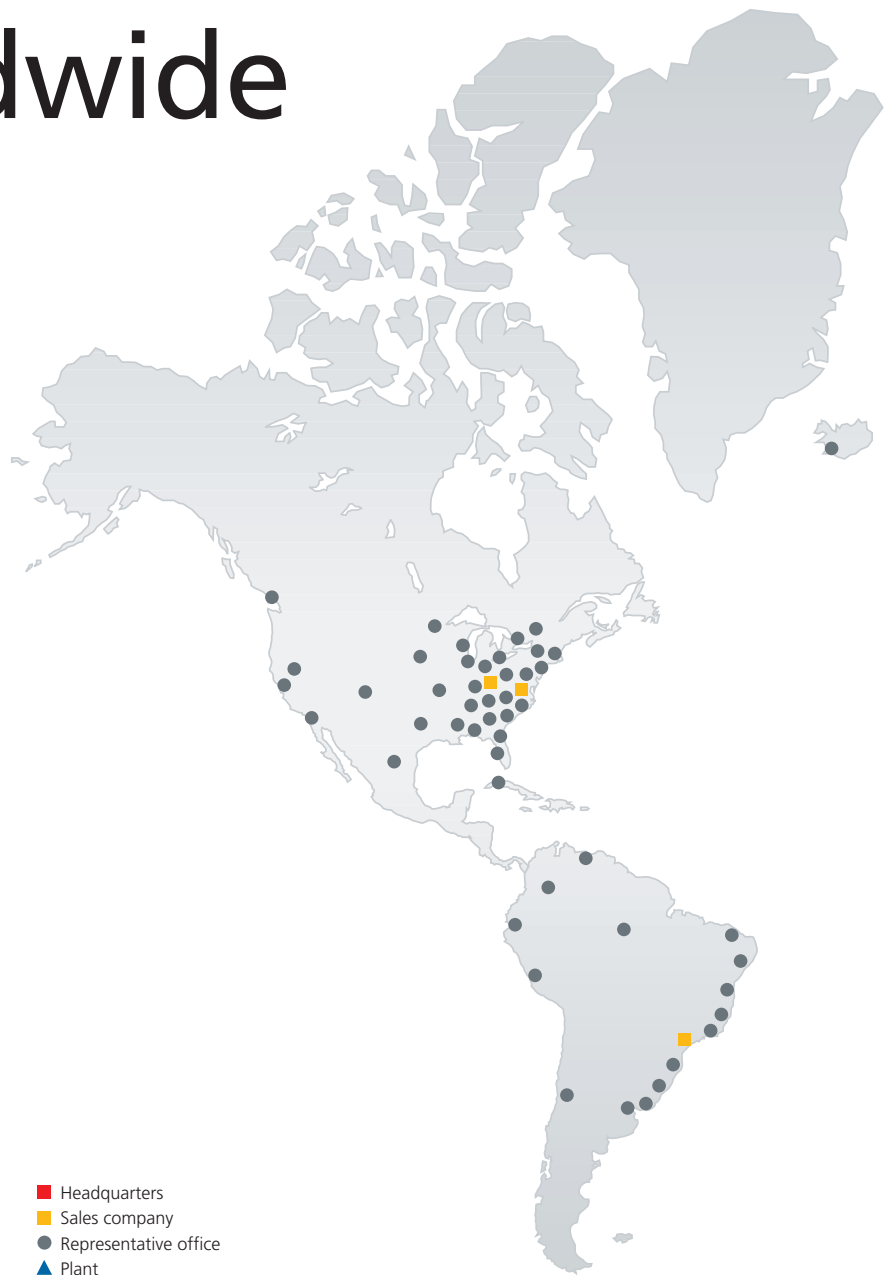 dwide
Headquarters
Sales company
Representative office
Plant